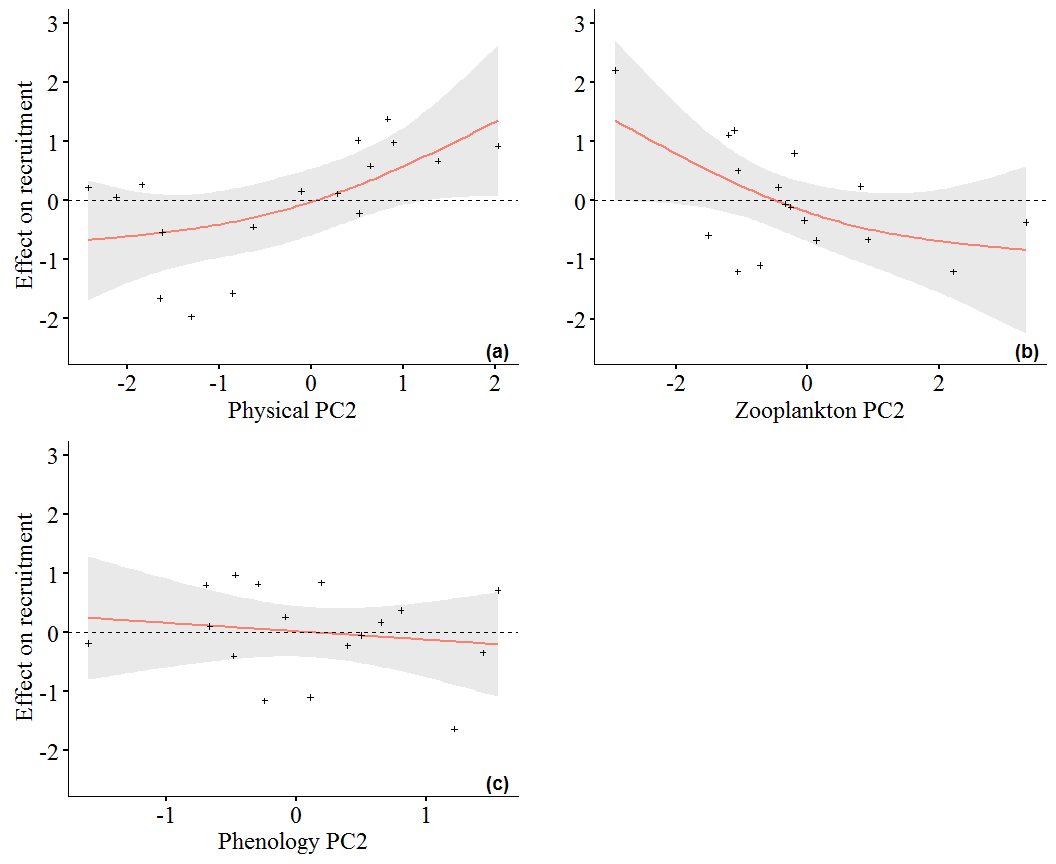 3
2
1
0
-1
-2
Effect on recruitment
-2 -1 0 1 2
Physical PC2
(a)
3
2
1
0
-1
-2
-2 0 2
Zooplankton PC2
(b)
3
2
1
0
-1
-2
Effect on recruitment
-1 0 1
Phenology PC2
(c)